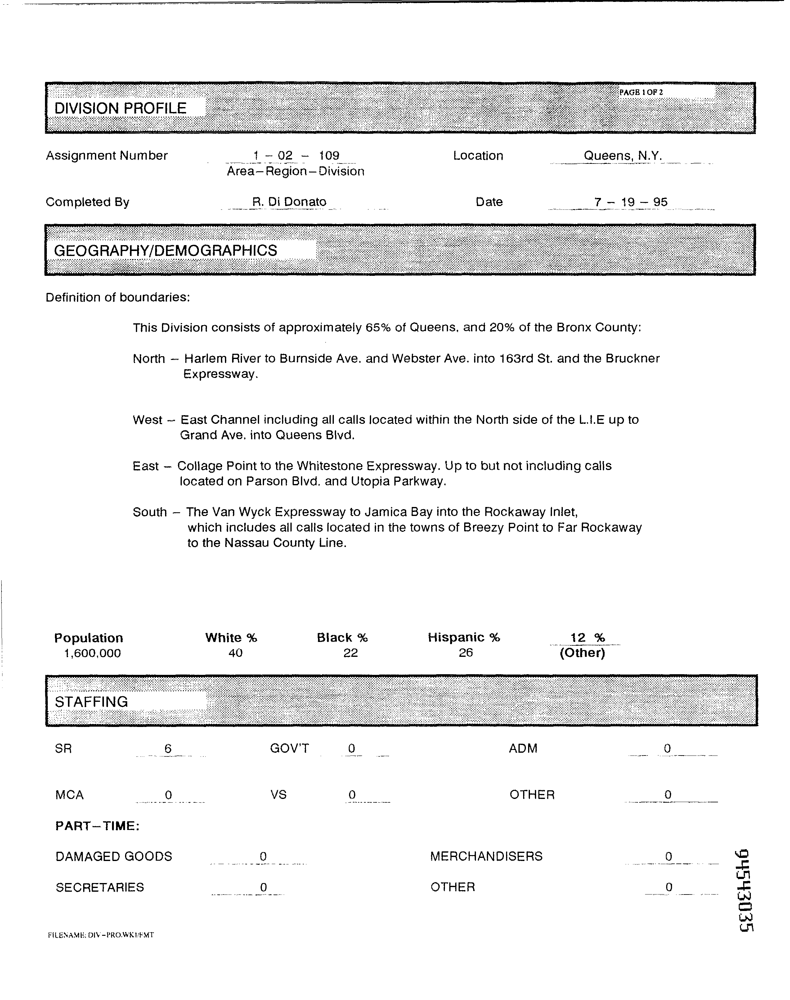 PAGE 1 OF 2
DIVISION PROFILE
Assignment Number 1 – 02 – 109 Location Queens, N.Y.
Area–Region–Division
Completed By R. Di Donato Date 7 – 19 – 95
GEOGRAPHY/DEMOGRAPHICS
Definition of boundaries:
This Division consists of approximately 65% of Queens, and 20% of the Bronx County:
North – Harlem River to Burnside Ave. and Webster Ave. into 163rd St. and the Bruckner
Expressway.
West – East Channel including all calls located within the North side of the L.I.E up to
Grand Ave. into Queens Blvd.
East – Collage Point to the Whitestone Expressway. Up to but not including calls
located on Parson Blvd. and Utopia Parkway.
South – The Van Wyck Expressway to Jamica Bay into the Rockaway Inlet,
which includes all calls located in the towns of Breezy Point to Far Rockaway
to the Nassau County Line.
Population White % Black % Hispanic % 12 %
1,600,000 40 22 26 (Other)
STAFFING
SR 6 GOV'T 0 ADM 0
MCA 0 VS 0 OTHER 0
PART–TIME:
DAMAGED GOODS 0 MERCHANDISERS 0
SECRETARIES 0 OTHER 0
94543035
FILENAME: DIV–PRO.WK1/FMT